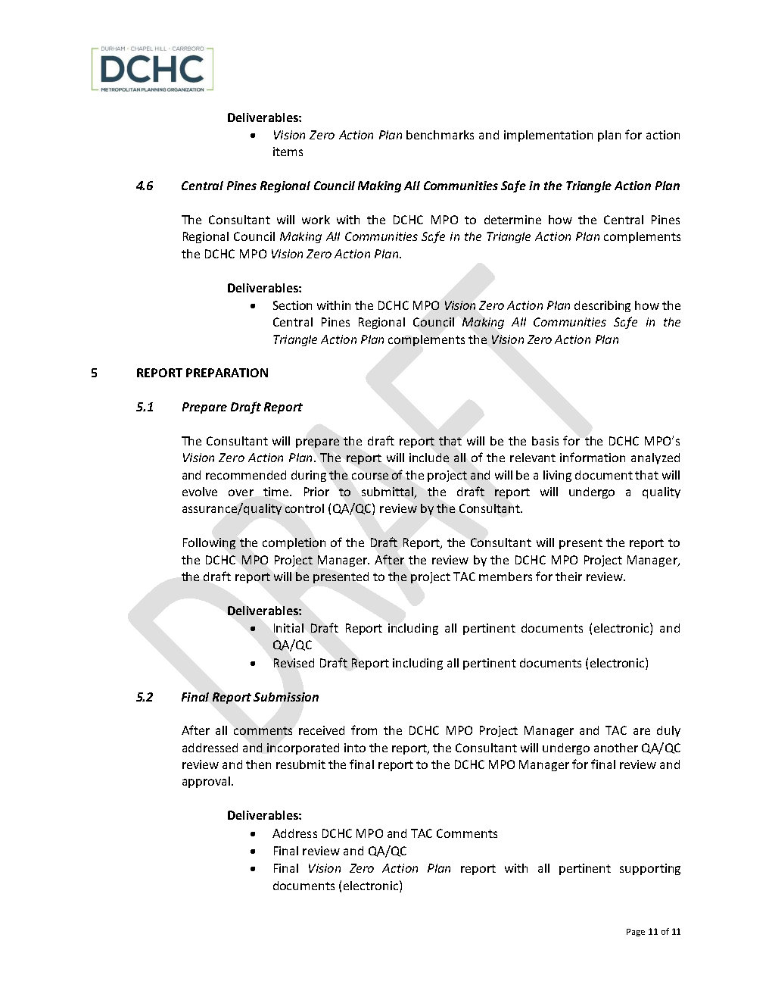 DURHAM · CHAPEL HILL · CARRBORO
DCHC
METROPOLITAN PLANNING ORGANIZATION
Deliverables:
• Vision Zero Action Plan benchmarks and implementation plan for action
items
4.6 Central Pines Regional Council Making All Communities Safe in the Triangle Action Plan
The Consultant will work with the DCHC MPO to determine how the Central Pines
Regional Council Making All Communities Safe in the Triangle Action Plan complements
the DCHC MPO Vision Zero Action Plan.
Deliverables:
• Section within the DCHC MPO Vision Zero Action Plan describing how the
Central Pines Regional Council Making All Communities Safe in the
Triangle Action Plan complements the Vision Zero Action Plan
5 REPORT PREPARATION
5.1 Prepare Draft Report
The Consultant will prepare the draft report that will be the basis for the DCHC MPO's
Vision Zero Action Plan. The report will include all of the relevant information analyzed
and recommended during the course of the project and will be a living document that will
evolve over time. Prior to submittal, the draft report will undergo a quality
assurance/quality control (QA/QC) review by the Consultant.
Following the completion of the Draft Report, the Consultant will present the report to
the DCHC MPO Project Manager. After the review by the DCHC MPO Project Manager,
the draft report will be presented to the project TAC members for their review.
Deliverables:
• Initial Draft Report including all pertinent documents (electronic) and
QA/QC
• Revised Draft Report including all pertinent documents (electronic)
5.2 Final Report Submission
After all comments received from the DCHC MPO Project Manager and TAC are duly
addressed and incorporated into the report, the Consultant will undergo another QA/QC
review and then resubmit the final report to the DCHC MPO Manager for final review and
approval.
Deliverables:
• Address DCHC MPO and TAC Comments
• Final review and QA/QC
• Final Vision Zero Action Plan report with all pertinent supporting
documents (electronic)
Page 11 of 11
DRAFT